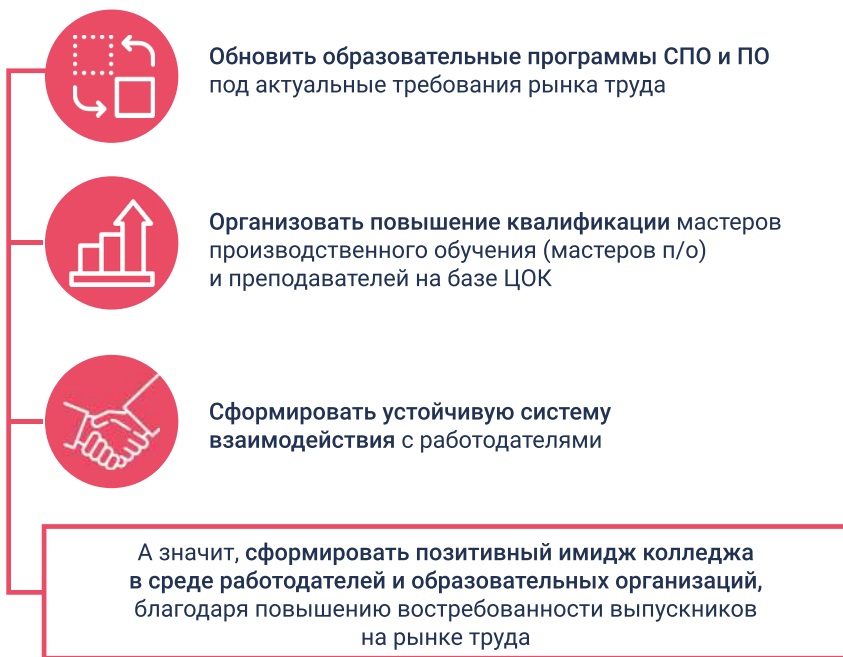 Обновить образовательные программы СПО и ПО
под актуальные требования рынка труда
Организовать повышение квалификации мастеров
производственного обучения (мастеров п/о)
и преподавателей на базе ЦОК
Сформировать устойчивую систему
взаимодействия с работодателями
А значит, сформировать позитивный имидж колледжа
в среде работодателей и образовательных организаций,
благодаря повышению востребованности выпускников
на рынке труда